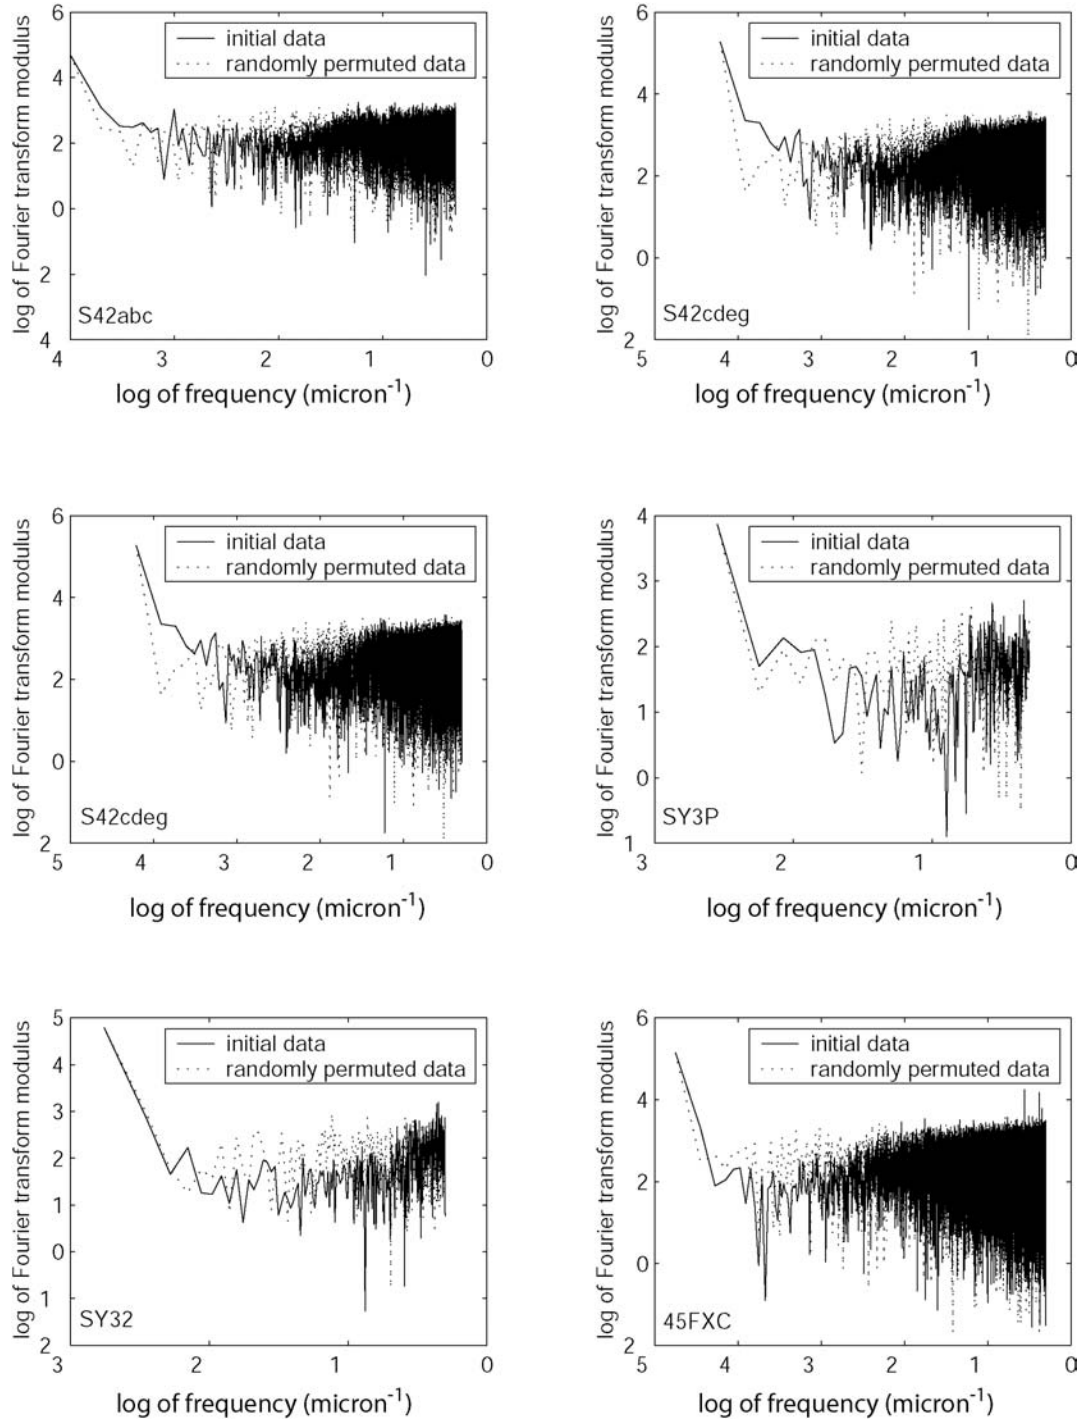 6
initial data
randomly permuted data
4
2
0
2
4
log of Fourier transform modulus
S42abc
4 3 2 1 0
log of frequency (micron-1)
6
initial data
randomly permuted data
4
2
0
2
log of Fourier transform modulus
S42cdeg
5 4 3 2 1 0
log of frequency (micron-1)
6
initial data
randomly permuted data
4
2
0
2
log of Fourier transform modulus
S42cdeg
5 4 3 2 1 0
log of frequency (micron-1)
4
initial data
randomly permuted data
3
2
1
0
1
log of Fourier transform modulus
SY3P
3 2 1 0
log of frequency (micron-1)
5
initial data
randomly permuted data
4
3
2
1
0
1
2
log of Fourier transform modulus
SY32
3 2 1 0
log of frequency (micron-1)
6
initial data
randomly permuted data
4
2
0
2
log of Fourier transform modulus
45FXC
5 4 3 2 1 0
log of frequency (micron-1)